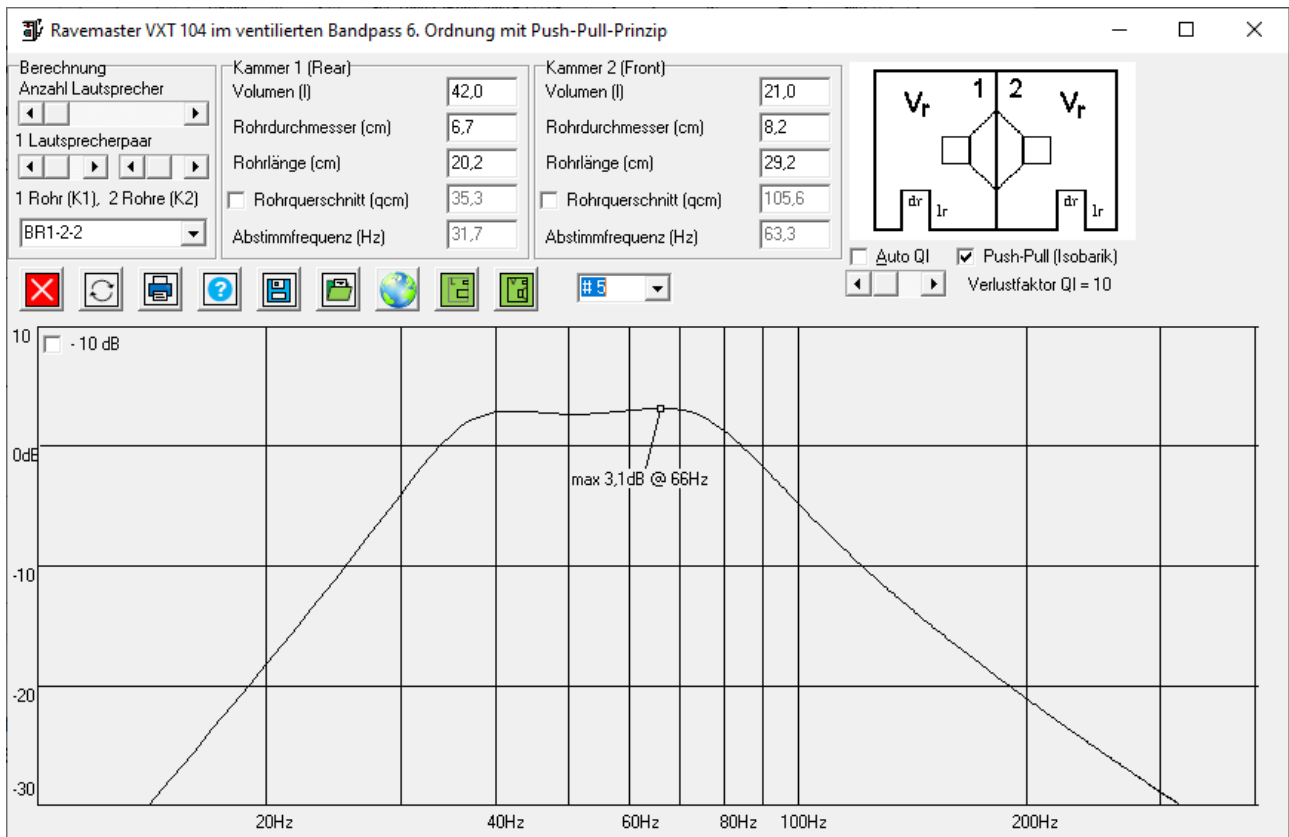 Ravemaster VXT 104 im ventilierten Bandpass 6. Ordnung mit Push-Pull-Prinzip
Berechnung
Anzahl Lautsprecher
1 Lautsprecherpaar
1 Rohr (K1), 2 Rohre (K2)
BR1-2-2
Kammer 1 (Rear)
Volumen (l) 42,0
Rohrdurchmesser (cm) 6,7
Rohrlänge (cm) 20,2
Rohrquerschnitt (qcm) 35,3
Abstimmfrequenz (Hz) 31,7
Kammer 2 (Front)
Volumen (l) 21,0
Rohrdurchmesser (cm) 8,2
Rohrlänge (cm) 29,2
Rohrquerschnitt (qcm) 105,6
Abstimmfrequenz (Hz) 63,3
Vr 1 2 Vr
dr lr dr lr
Auto Ql Push-Pull (Isobarik)
Verlustfaktor Ql = 10
# 5
10
- 10 dB
0dB
max 3,1dB @ 66Hz
-10
-20
-30
20Hz 40Hz 60Hz 80Hz 100Hz 200Hz